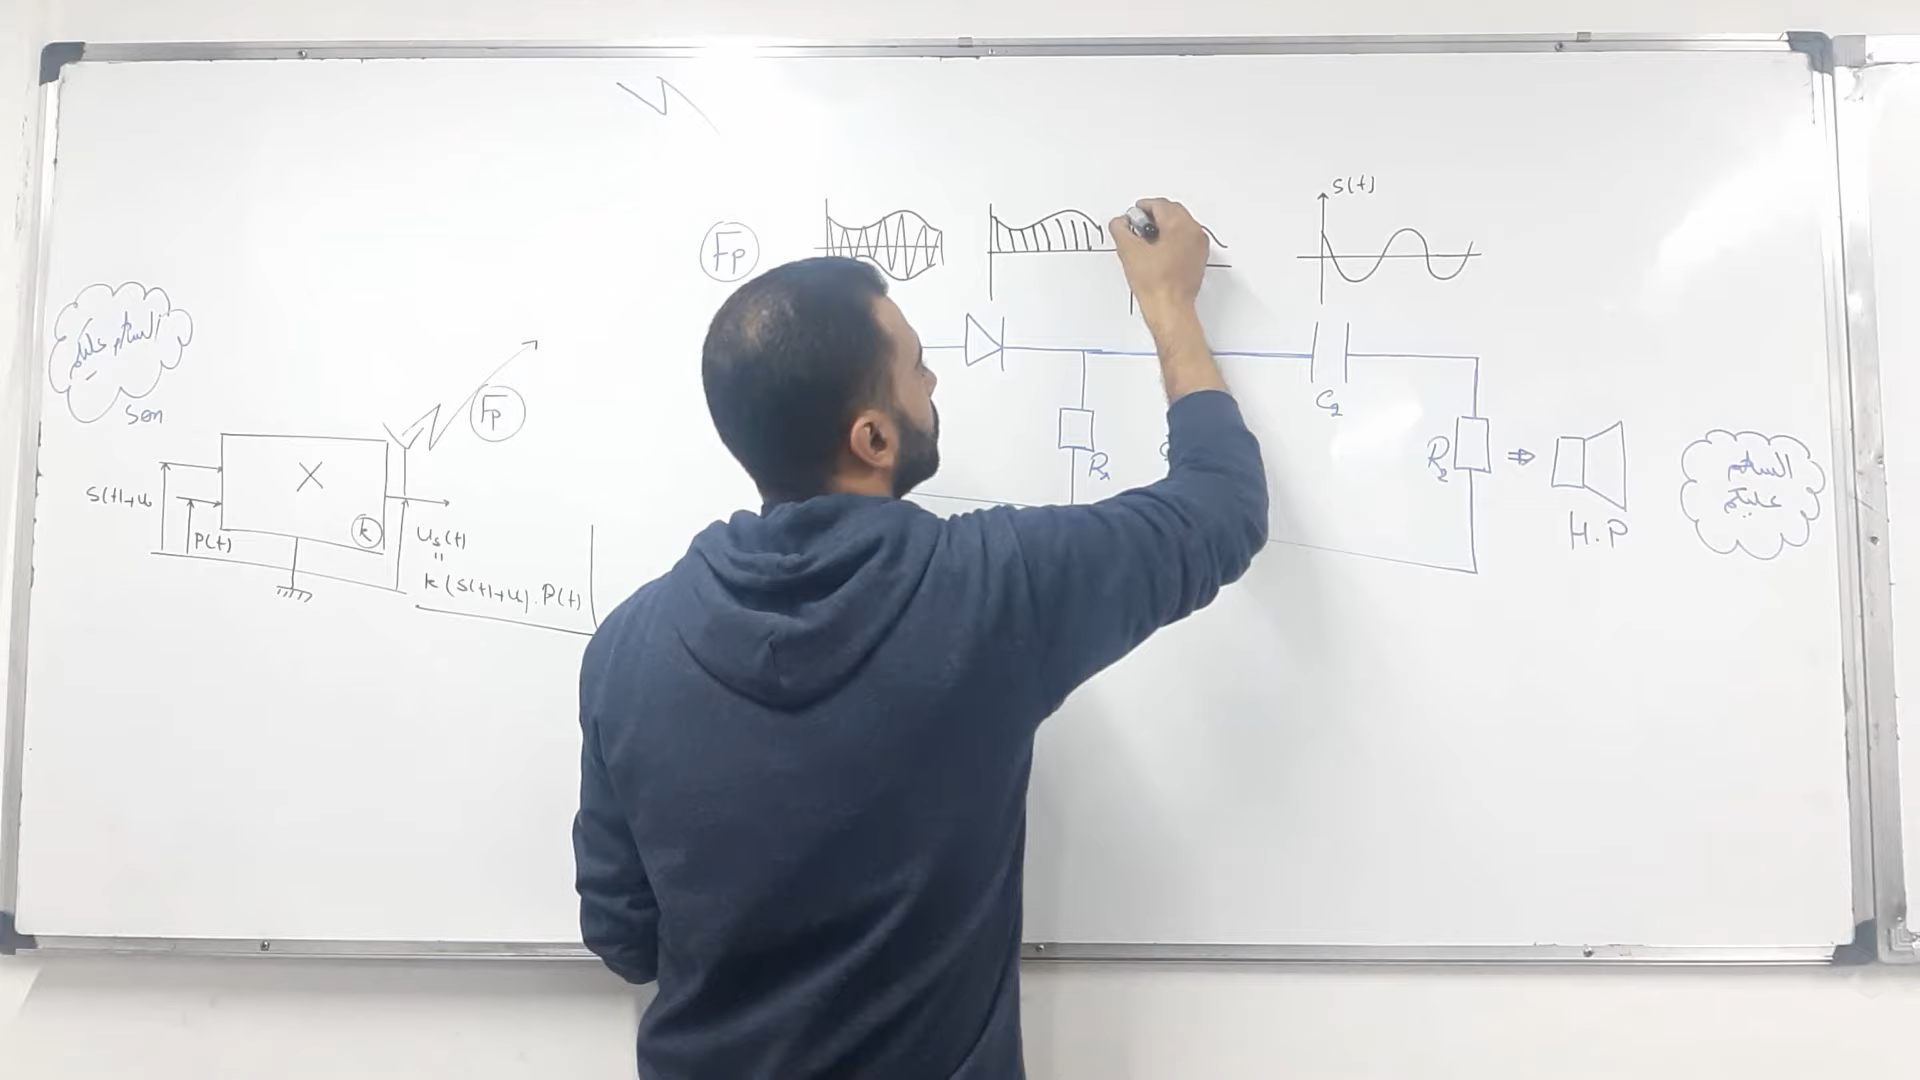 السلام عليكم
Son
S(t)+U₀
P(t)
X
k
Fp
Us(t)
"
k(S(t)+U₀).P(t)
Fp
S(t)
R₁
C₂
R₂
⇒
H.P
السلام
عليكم